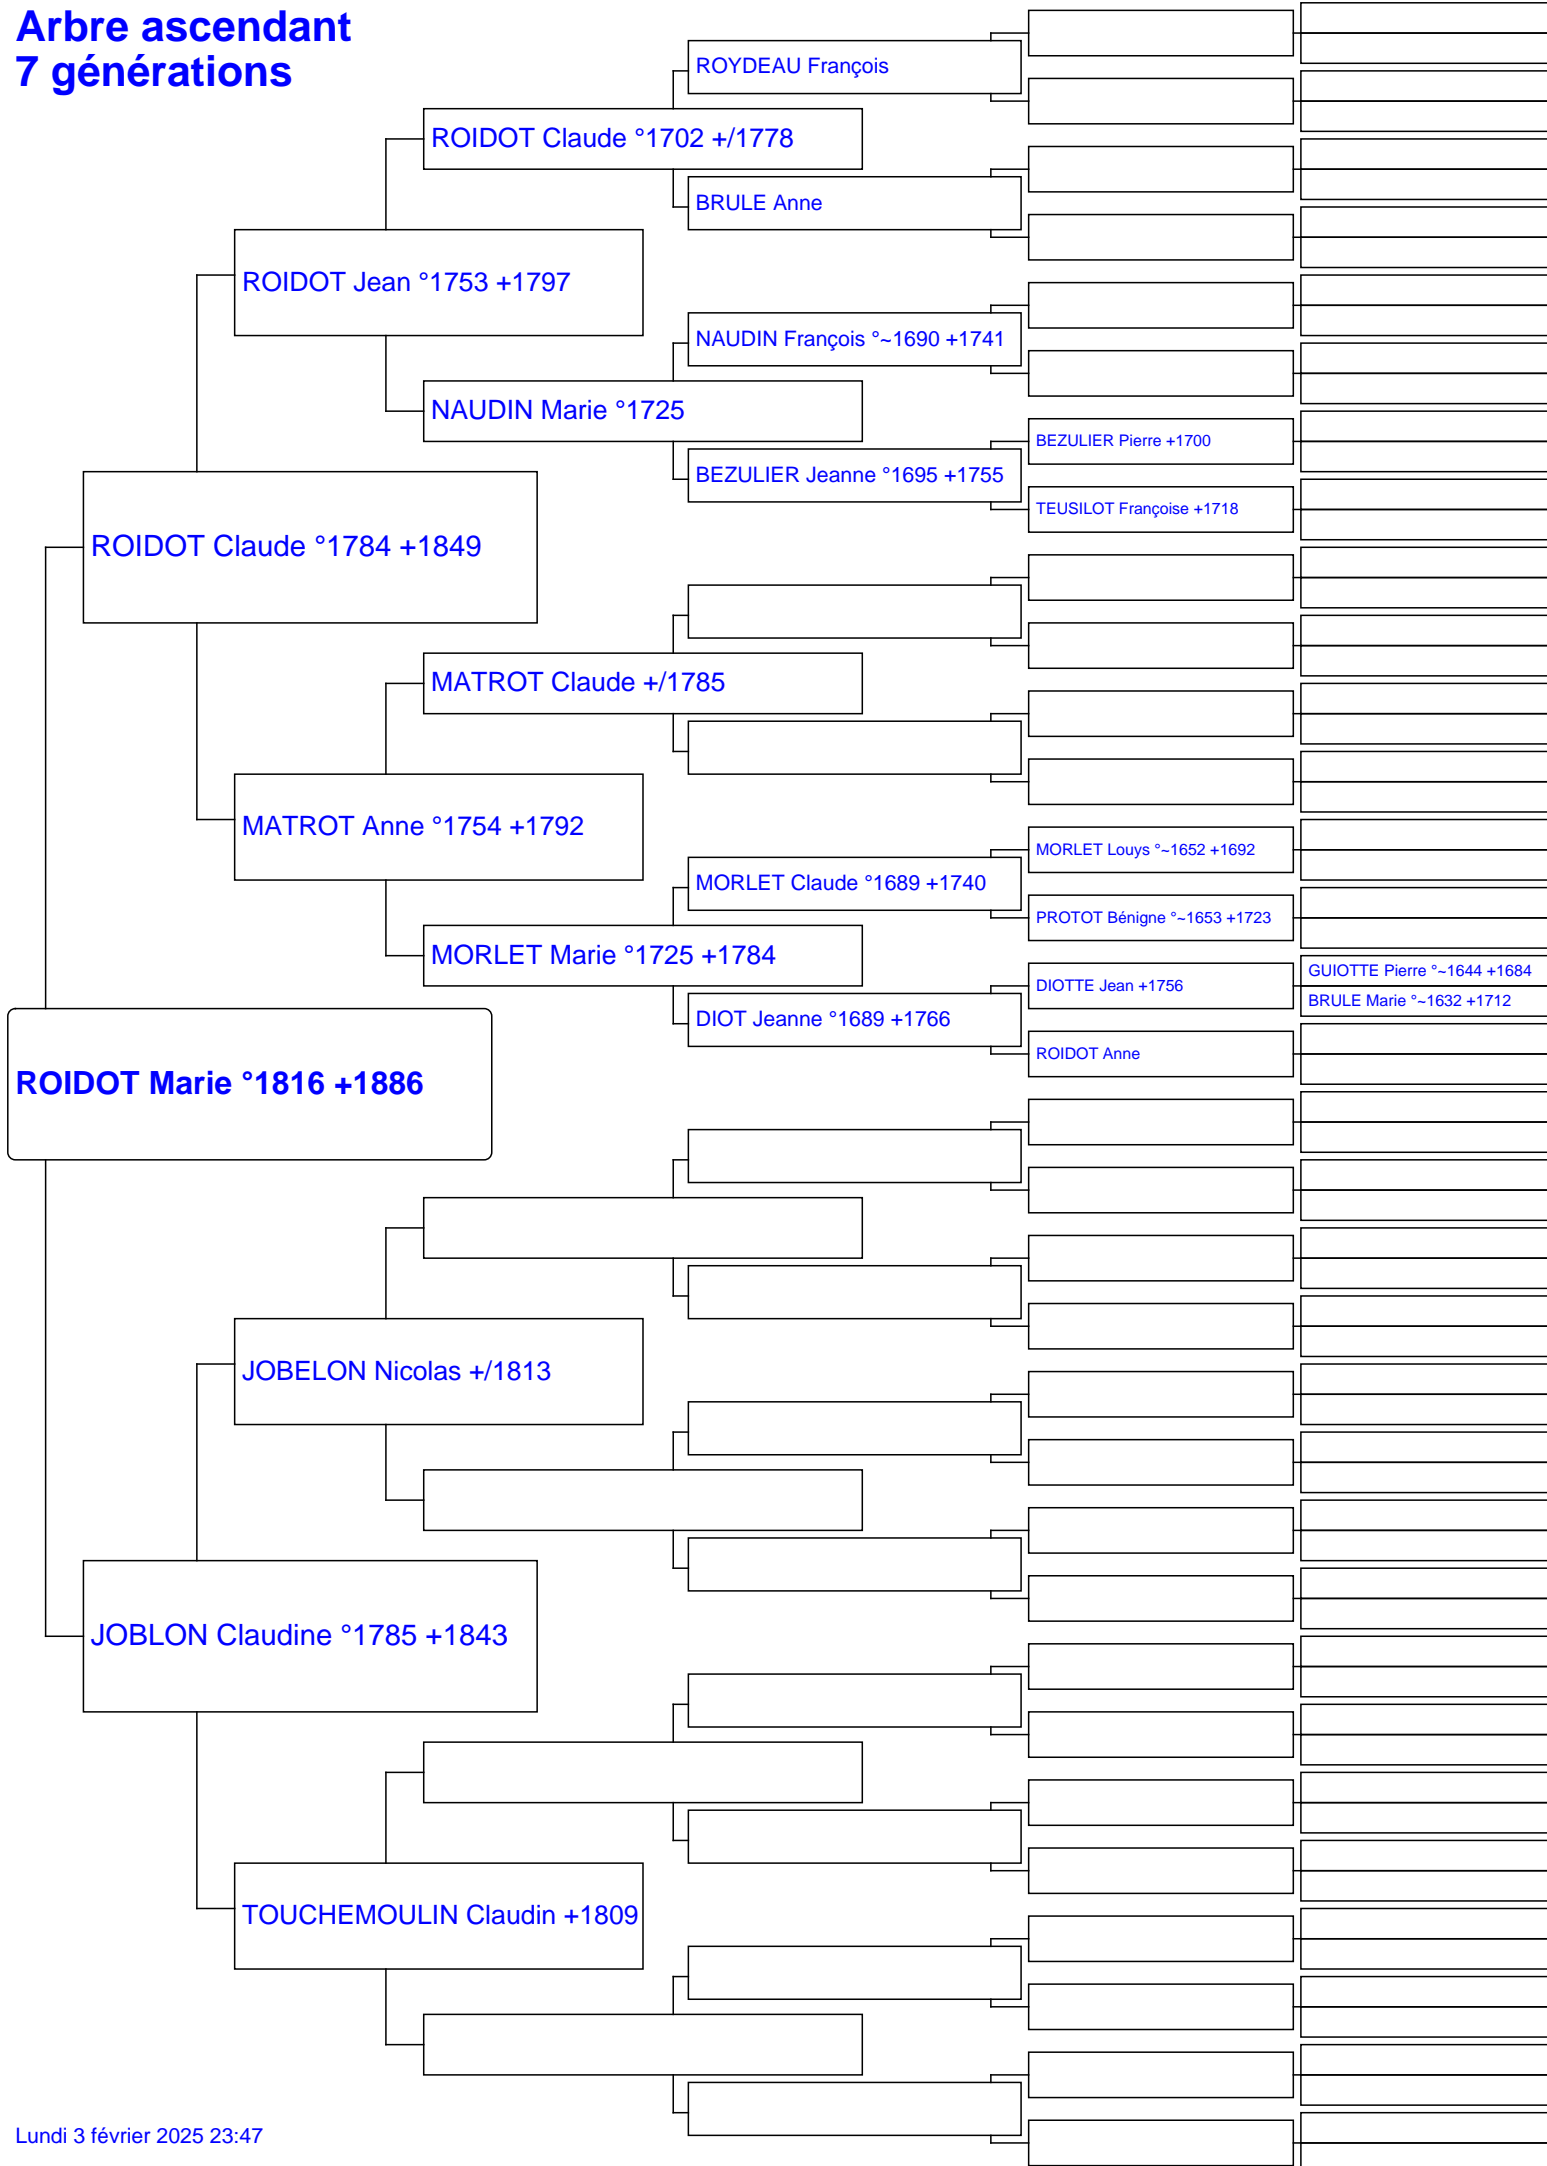 Arbre ascendant
7 générations
ROYDEAU François
ROIDOT Claude °1702 +/1778
BRULE Anne
ROIDOT Jean °1753 +1797
NAUDIN François °~1690 +1741
NAUDIN Marie °1725
BEZULIER Pierre +1700
BEZULIER Jeanne °1695 +1755
TEUSILOT Françoise +1718
ROIDOT Claude °1784 +1849
MATROT Claude +/1785
MATROT Anne °1754 +1792
MORLET Louys °~1652 +1692
MORLET Claude °1689 +1740
PROTOT Bénigne °~1653 +1723
MORLET Marie °1725 +1784
GUIOTTE Pierre °~1644 +1684
DIOTTE Jean +1756
BRULE Marie °~1632 +1712
DIOT Jeanne °1689 +1766
ROIDOT Anne
ROIDOT Marie °1816 +1886
JOBELON Nicolas +/1813
JOBLON Claudine °1785 +1843
TOUCHEMOULIN Claudin +1809
Lundi 3 février 2025 23:47